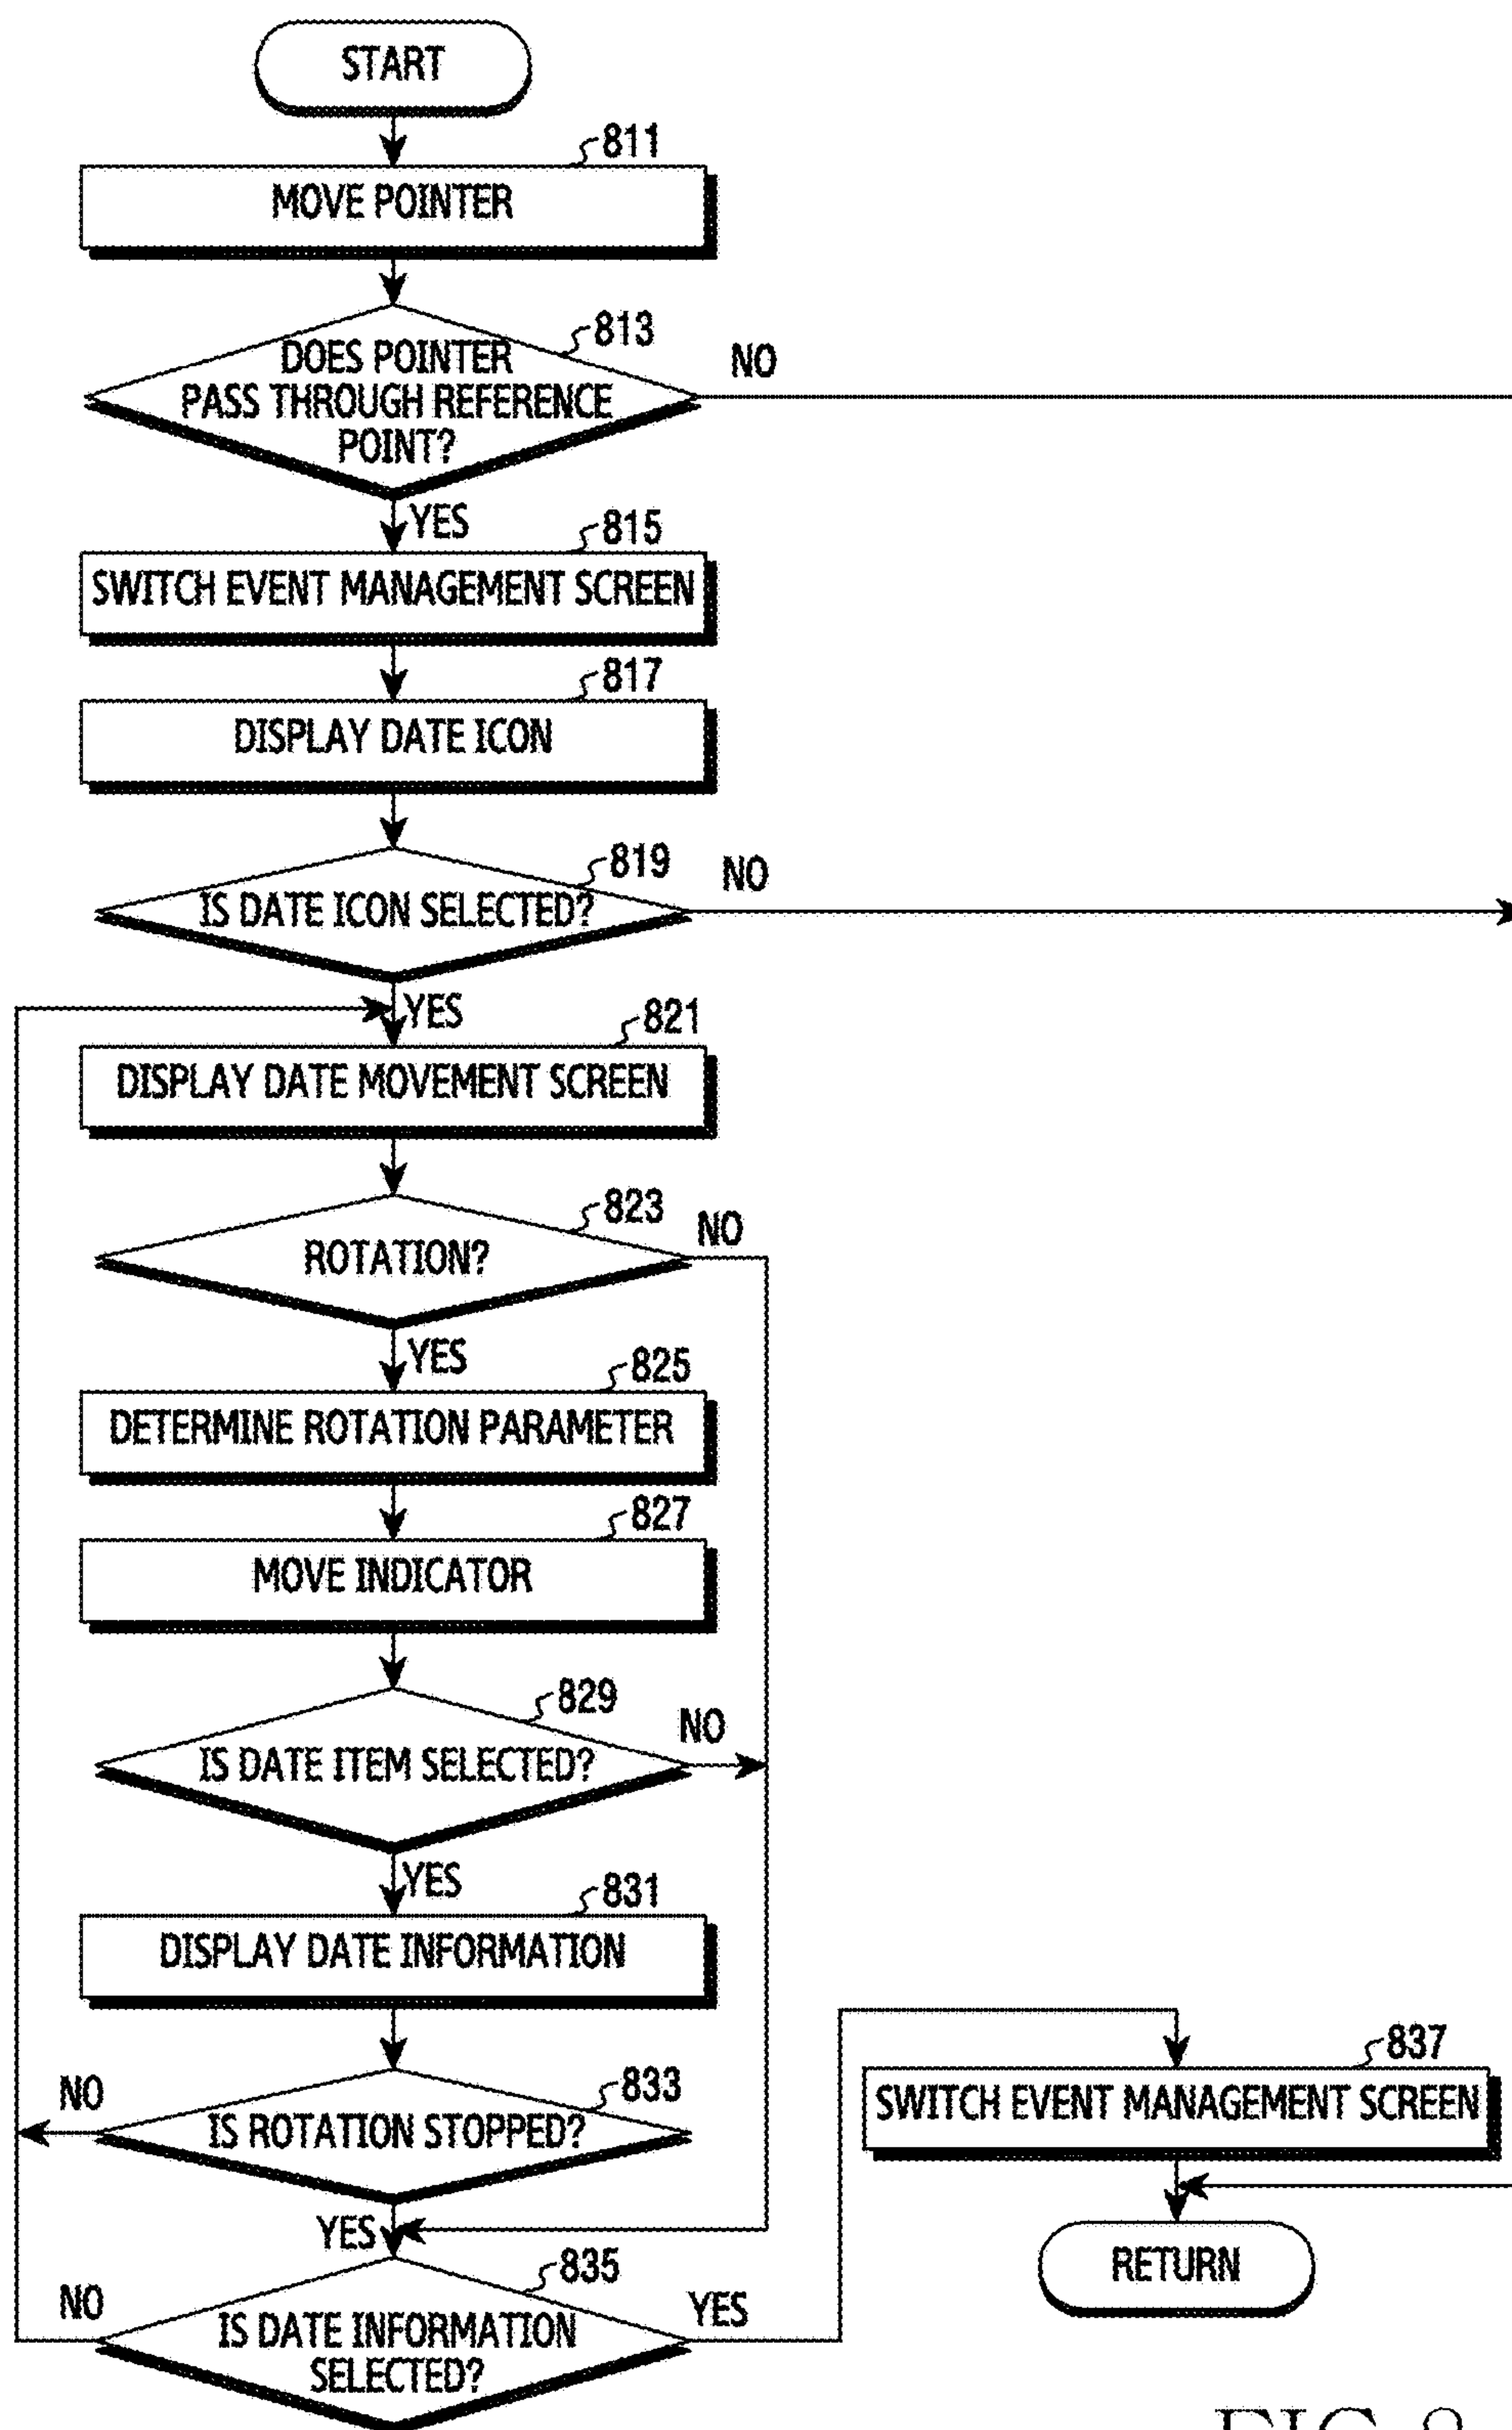 START
811
MOVE POINTER
813
DOES POINTER
PASS THROUGH REFERENCE
POINT?
NO
YES
815
SWITCH EVENT MANAGEMENT SCREEN
817
DISPLAY DATE ICON
819
IS DATE ICON SELECTED?
NO
YES
821
DISPLAY DATE MOVEMENT SCREEN
823
ROTATION?
NO
YES
825
DETERMINE ROTATION PARAMETER
827
MOVE INDICATOR
829
IS DATE ITEM SELECTED?
NO
YES
831
DISPLAY DATE INFORMATION
833
IS ROTATION STOPPED?
NO
YES
835
IS DATE INFORMATION
SELECTED?
NO
YES
837
SWITCH EVENT MANAGEMENT SCREEN
RETURN
FIG.8